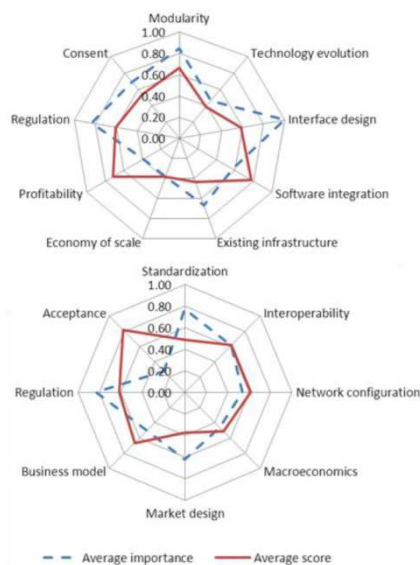 Modularity
1.00
Consent
0.80
Technology evolution
0.60
0.40
Regulation
0.20
Interface design
0.00
Profitability
Software integration
Economy of scale
Existing infrastructure
Standardization
1.00
Acceptance
0.80
Interoperability
0.60
0.40
0.20
Regulation
0.00
Network configuration
Business model
Macroeconomics
Market design
Average importance
Average score